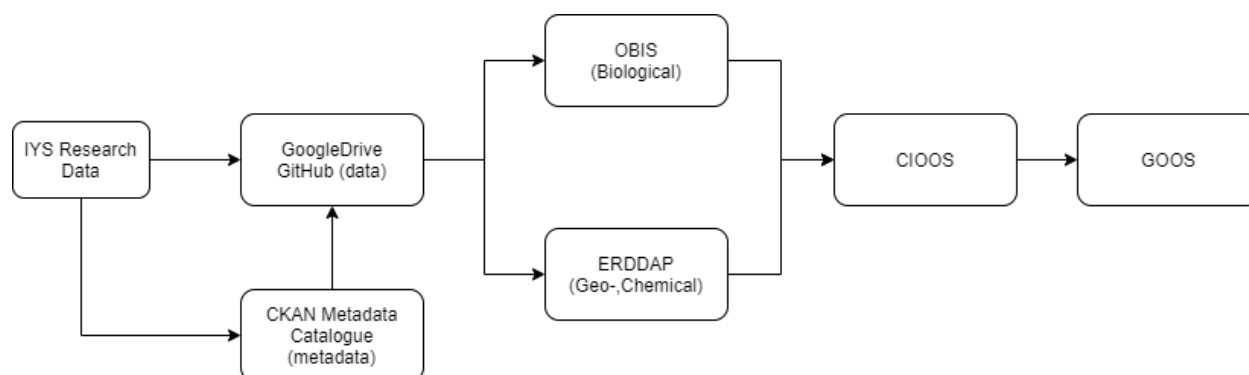 OBIS
(Biological)
IYS Research
Data
GoogleDrive
GitHub (data)
CIOOS
GOOS
ERDDAP
(Geo-,Chemical)
CKAN Metadata
Catalogue
(metadata)